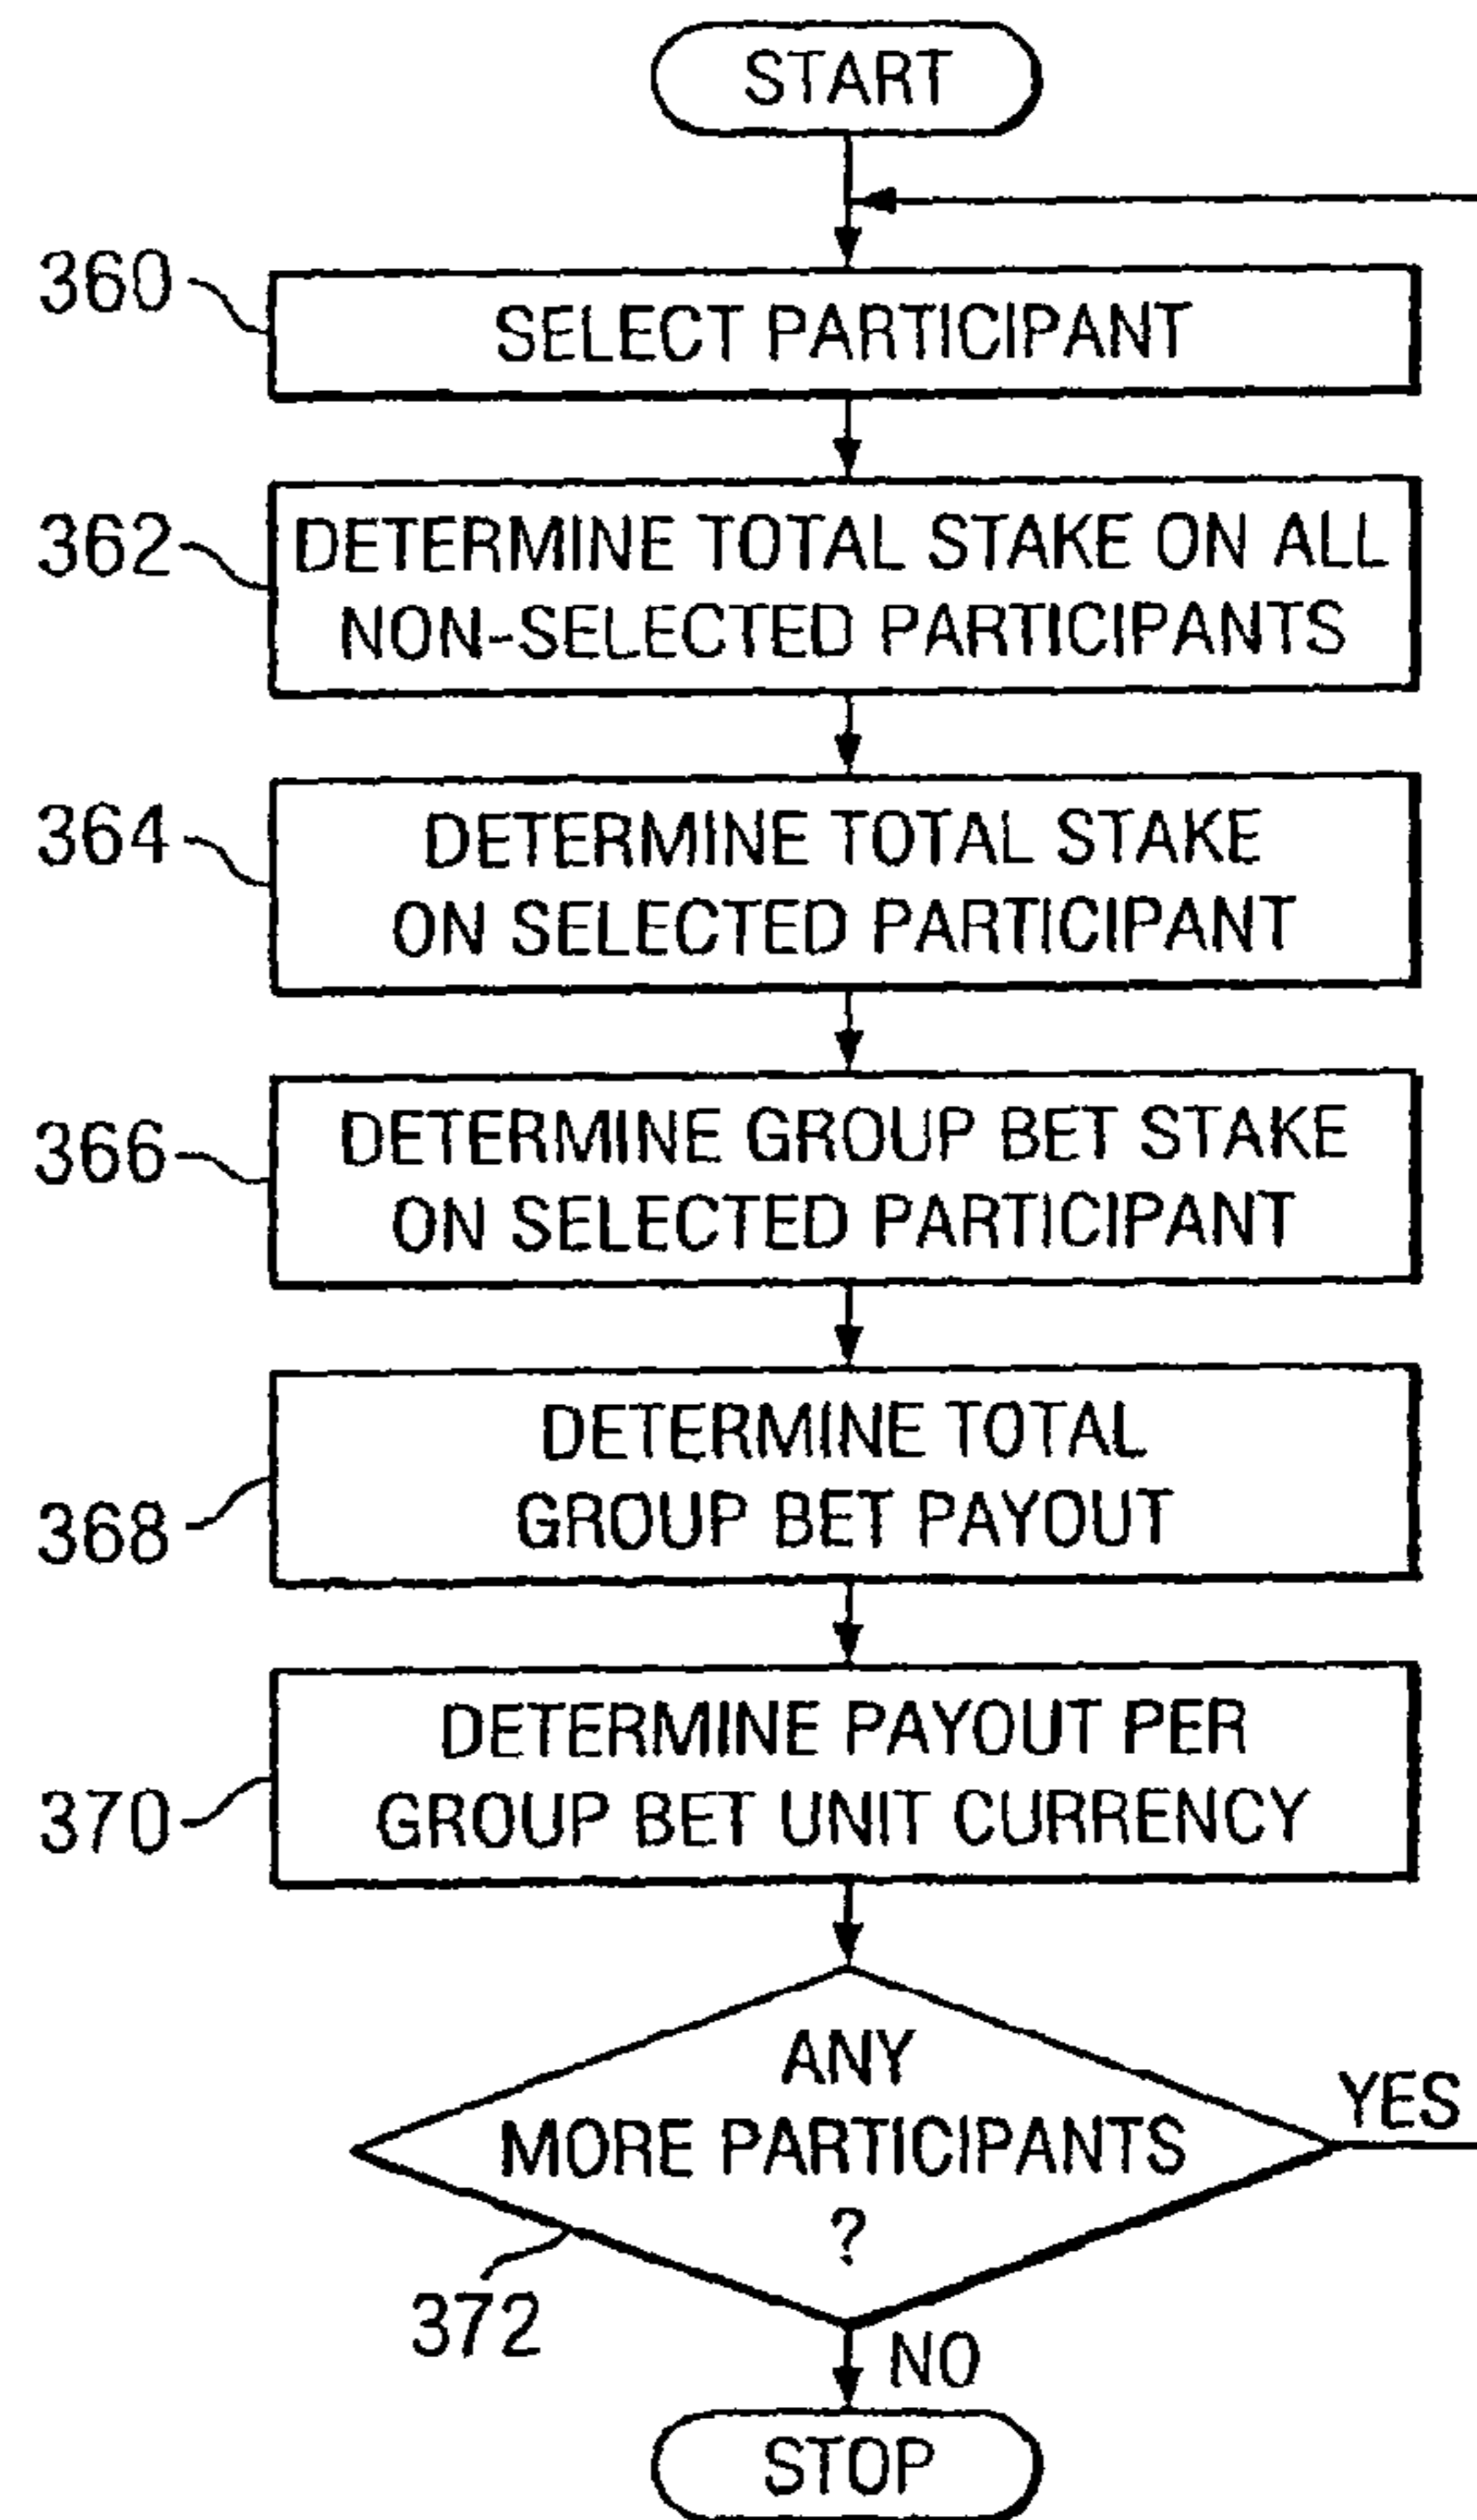 START
360
SELECT PARTICIPANT
362
DETERMINE TOTAL STAKE ON ALL
NON-SELECTED PARTICIPANTS
364
DETERMINE TOTAL STAKE
ON SELECTED PARTICIPANT
366
DETERMINE GROUP BET STAKE
ON SELECTED PARTICIPANT
368
DETERMINE TOTAL
GROUP BET PAYOUT
370
DETERMINE PAYOUT PER
GROUP BET UNIT CURRENCY
ANY
MORE PARTICIPANTS
?
YES
372
NO
STOP